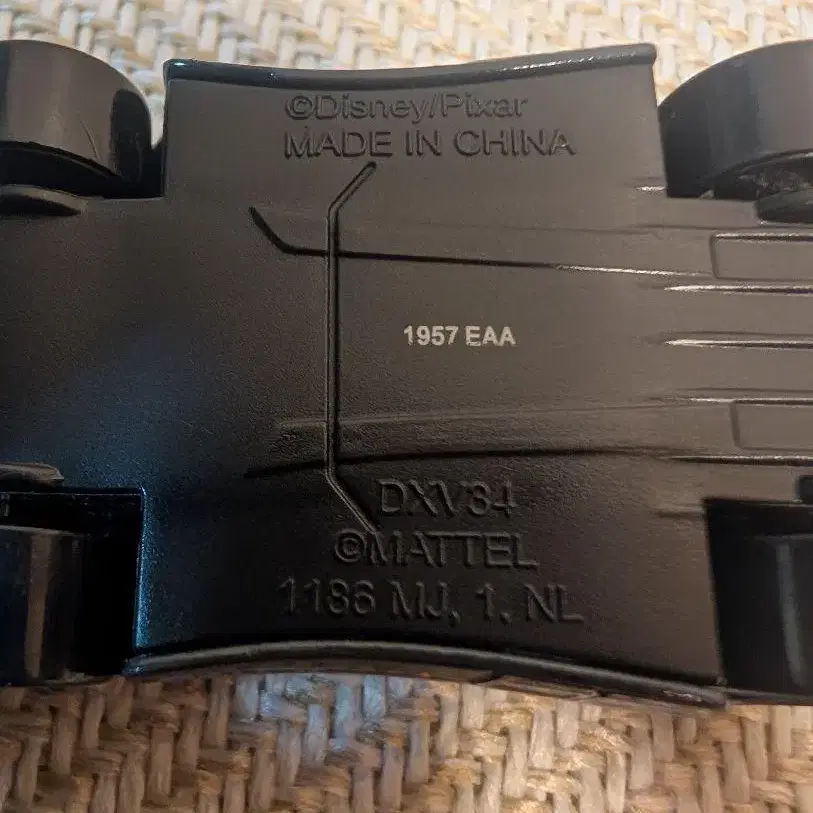 ©Disney/Pixar
MADE IN CHINA
1957 EAA
DXV34
©MATTEL
1186 MJ, 1, NL